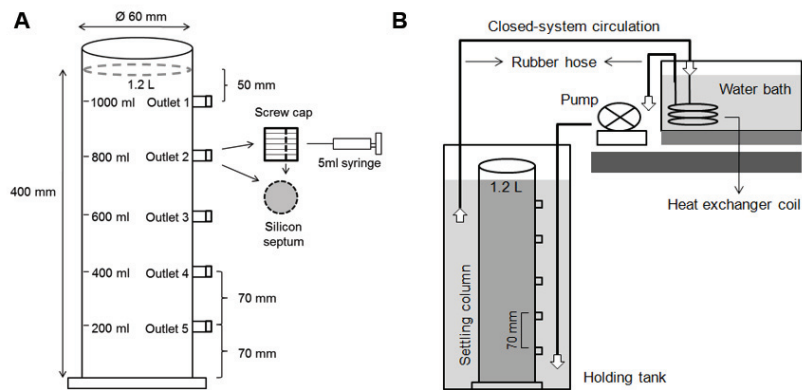 A
Ø 60 mm
1.2 L
50 mm
1000 ml Outlet 1
Screw cap
800 ml Outlet 2
5ml syringe
400 mm
600 ml Outlet 3
Silicon
septum
400 ml Outlet 4
70 mm
200 ml Outlet 5
70 mm
B
Closed-system circulation
Rubber hose
Water bath
Pump
1.2 L
Heat exchanger coil
Settling column
70 mm
Holding tank